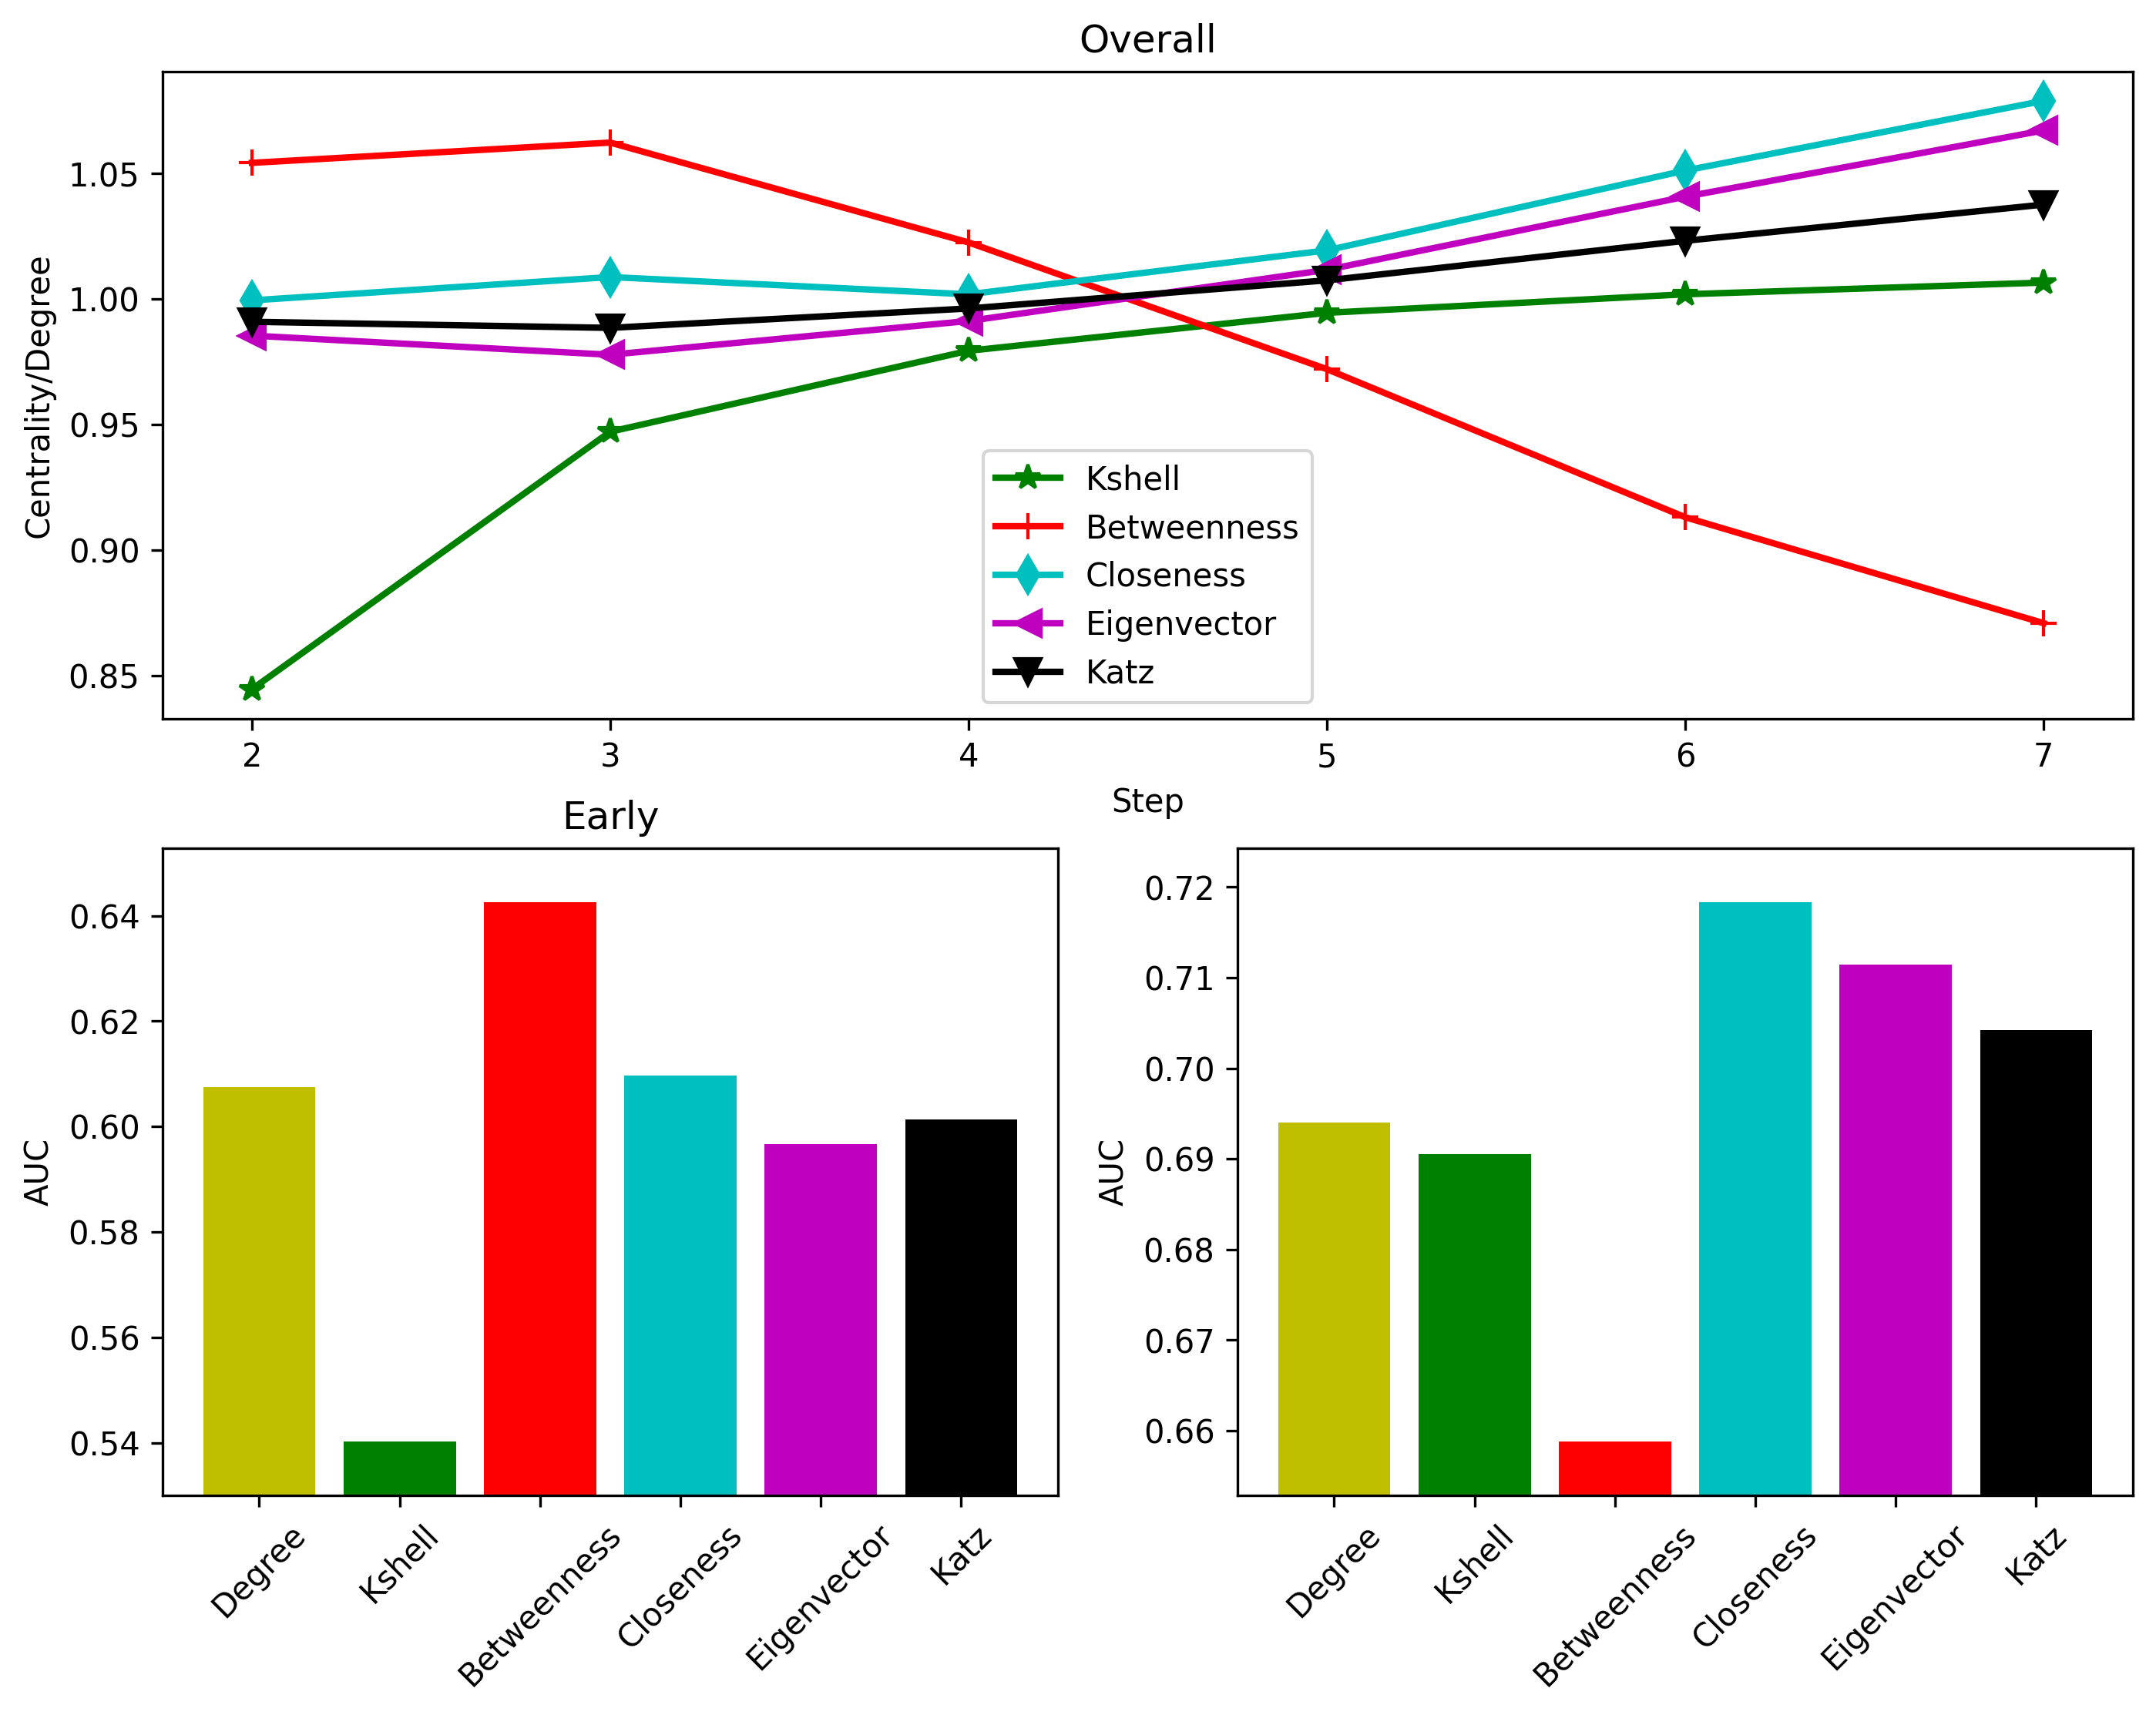 Overall
Centrality/Degree
1.05
1.00
0.95
0.90
0.85
Kshell
Betweenness
Closeness
Eigenvector
Katz
2 3 4 5 6 7
Step
Early
AUC
0.64
0.62
0.60
0.58
0.56
0.54
Degree Kshell Betweenness Closeness Eigenvector Katz
AUC
0.72
0.71
0.70
0.69
0.68
0.67
0.66
Degree Kshell Betweenness Closeness Eigenvector Katz